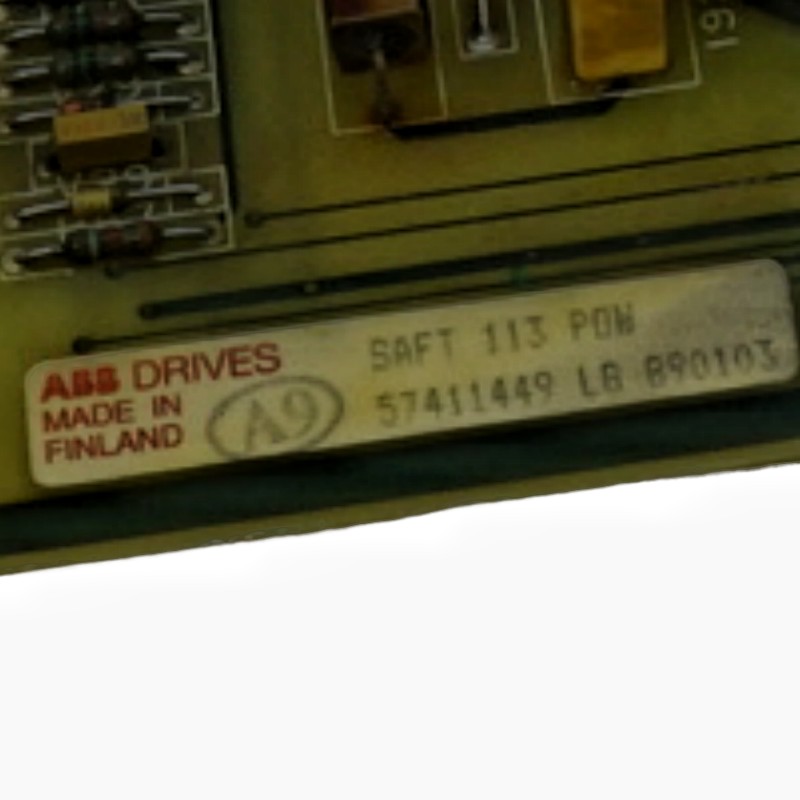 ABB DRIVES
MADE IN
FINLAND
A9
SAFT 113 POW
57411449 LB 890103